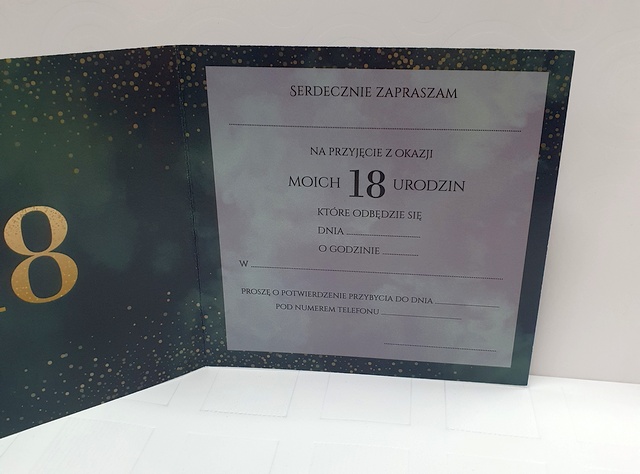 18
SERDECZNIE ZAPRASZAM
NA PRZYJĘCIE Z OKAZJI
MOICH 18 URODZIN
KTÓRE ODBĘDZIE SIĘ
DNIA
O GODZINIE
W
PROSZĘ O POTWIERDZENIE PRZYBYCIA DO DNIA
POD NUMEREM TELEFONU